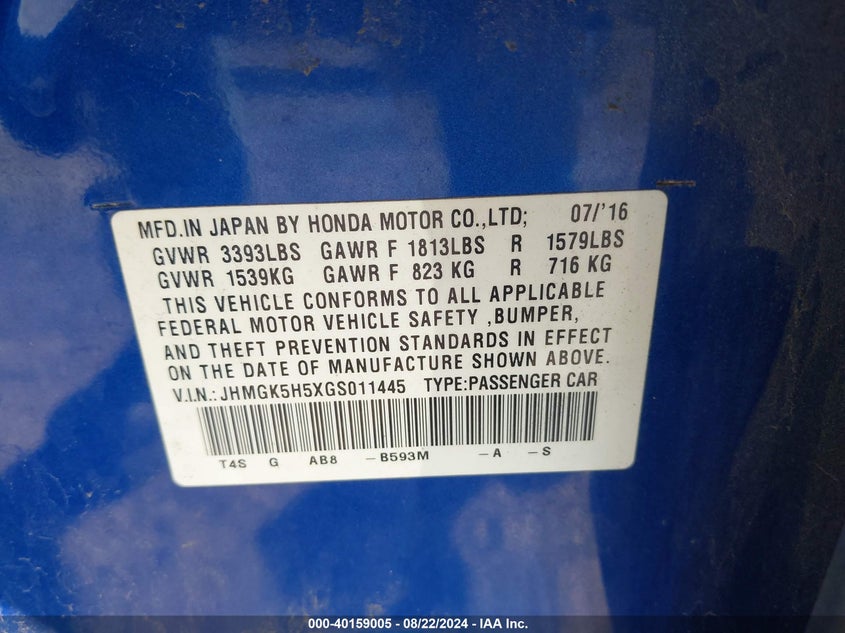 MFD.IN JAPAN BY HONDA MOTOR CO.,LTD; 07/'16
GVWR 3393LBS GAWR F 1813LBS R 1579LBS
GVWR 1539KG GAWR F 823 KG R 716 KG
THIS VEHICLE CONFORMS TO ALL APPLICABLE
FEDERAL MOTOR VEHICLE SAFETY ,BUMPER,
AND THEFT PREVENTION STANDARDS IN EFFECT
ON THE DATE OF MANUFACTURE SHOWN ABOVE.
V.I.N.: JHMGK5H5XGS011445 TYPE:PASSENGER CAR
T4S G AB8 -B593M -A -S
000-40159005 - 08/22/2024 - IAA Inc.